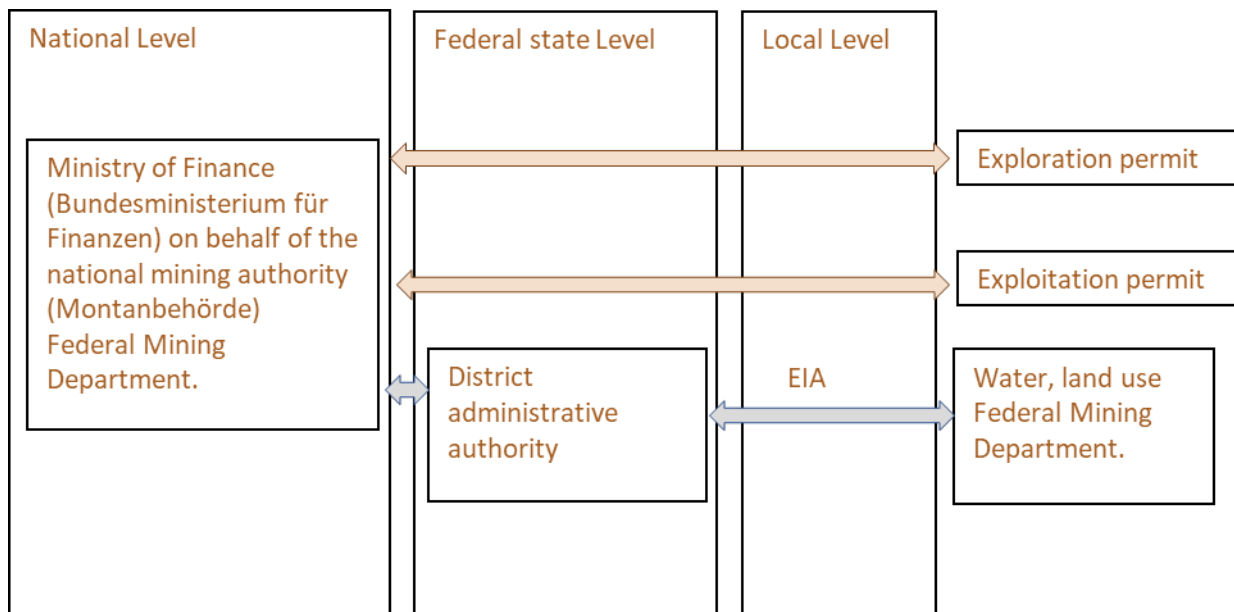 National Level
Federal state Level
Local Level
Ministry of Finance
(Bundesministerium für
Finanzen) on behalf of the
national mining authority
(Montanbehörde)
Federal Mining
Department.
Exploration permit
Exploitation permit
District
administrative
authority
EIA
Water, land use
Federal Mining
Department.